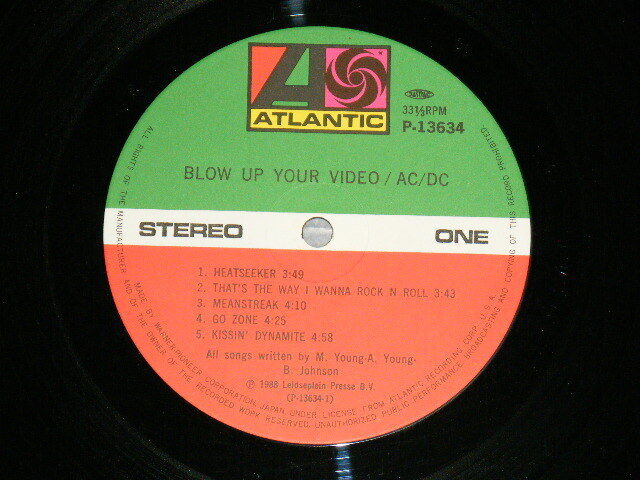 ATLANTIC
JASRAC
33⅓RPM
P-13634
BLOW UP YOUR VIDEO / AC/DC
STEREO
ONE
1. HEATSEEKER 3:49
2. THAT'S THE WAY I WANNA ROCK N ROLL 3:43
3. MEANSTREAK 4:10
4. GO ZONE 4:25
5. KISSIN' DYNAMITE 4:58
All songs written by M. Young-A. Young-
B. Johnson
Ⓟ 1988 Leidseplein Presse B.V.
(P-13634-1)
ALL RIGHTS OF THE MANUFACTURER AND OF THE OWNER OF THE RECORDED WORK RESERVED. UNAUTHORIZED PUBLIC PERFORMANCE BROADCASTING AND COPYING OF THIS RECORD PROHIBITED.
MADE BY WARNER-PIONEER CORPORATION, JAPAN UNDER LICENSE FROM ATLANTIC RECORDING CORP. U.S.A.